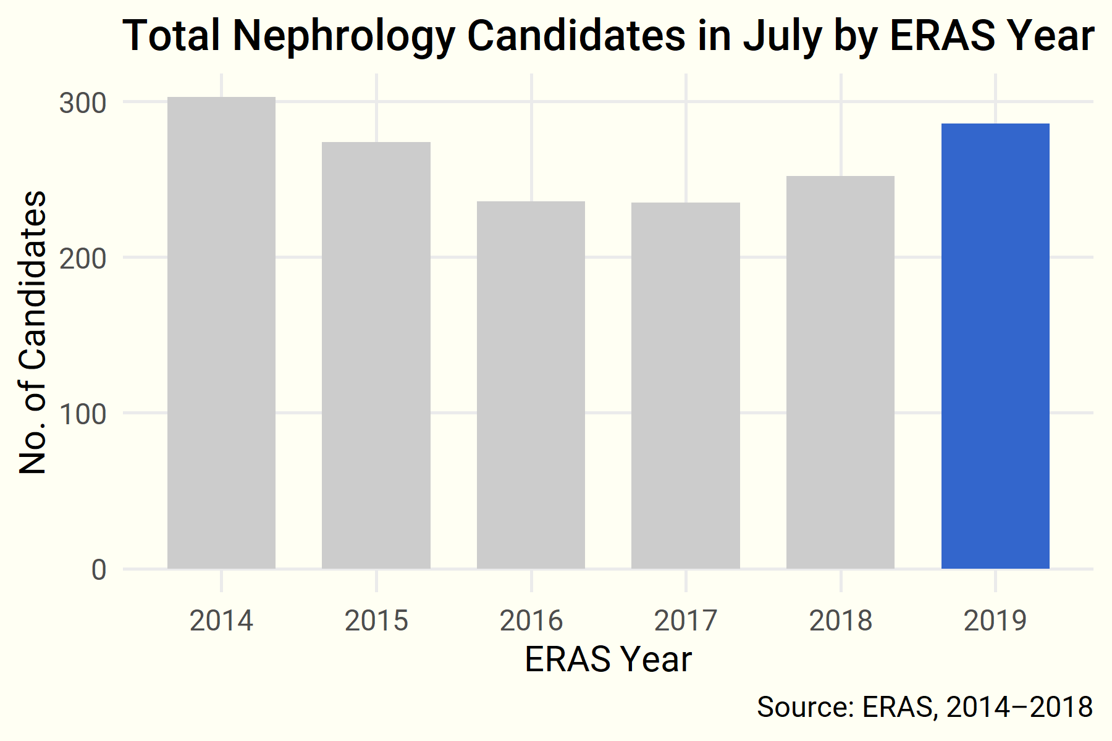 Total Nephrology Candidates in July by ERAS Year
No. of Candidates
300
200
100
0
2014 2015 2016 2017 2018 2019
ERAS Year
Source: ERAS, 2014–2018